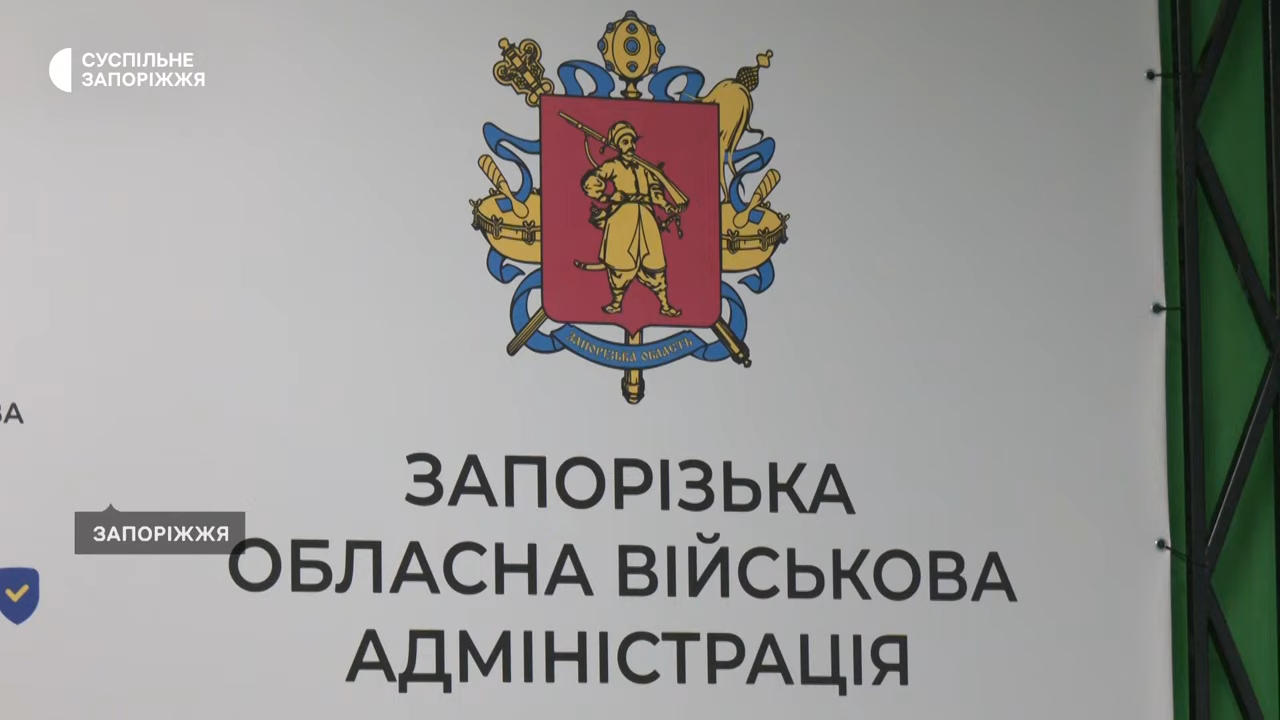 СУСПІЛЬНЕ
ЗАПОРІЖЖЯ
ЗАПОРІЗЬКА ОБЛАСТЬ
ЗАПОРІЗЬКА
ЗАПОРІЖЖЯ
ОБЛАСНА ВІЙСЬКОВА
АДМІНІСТРАЦІЯ